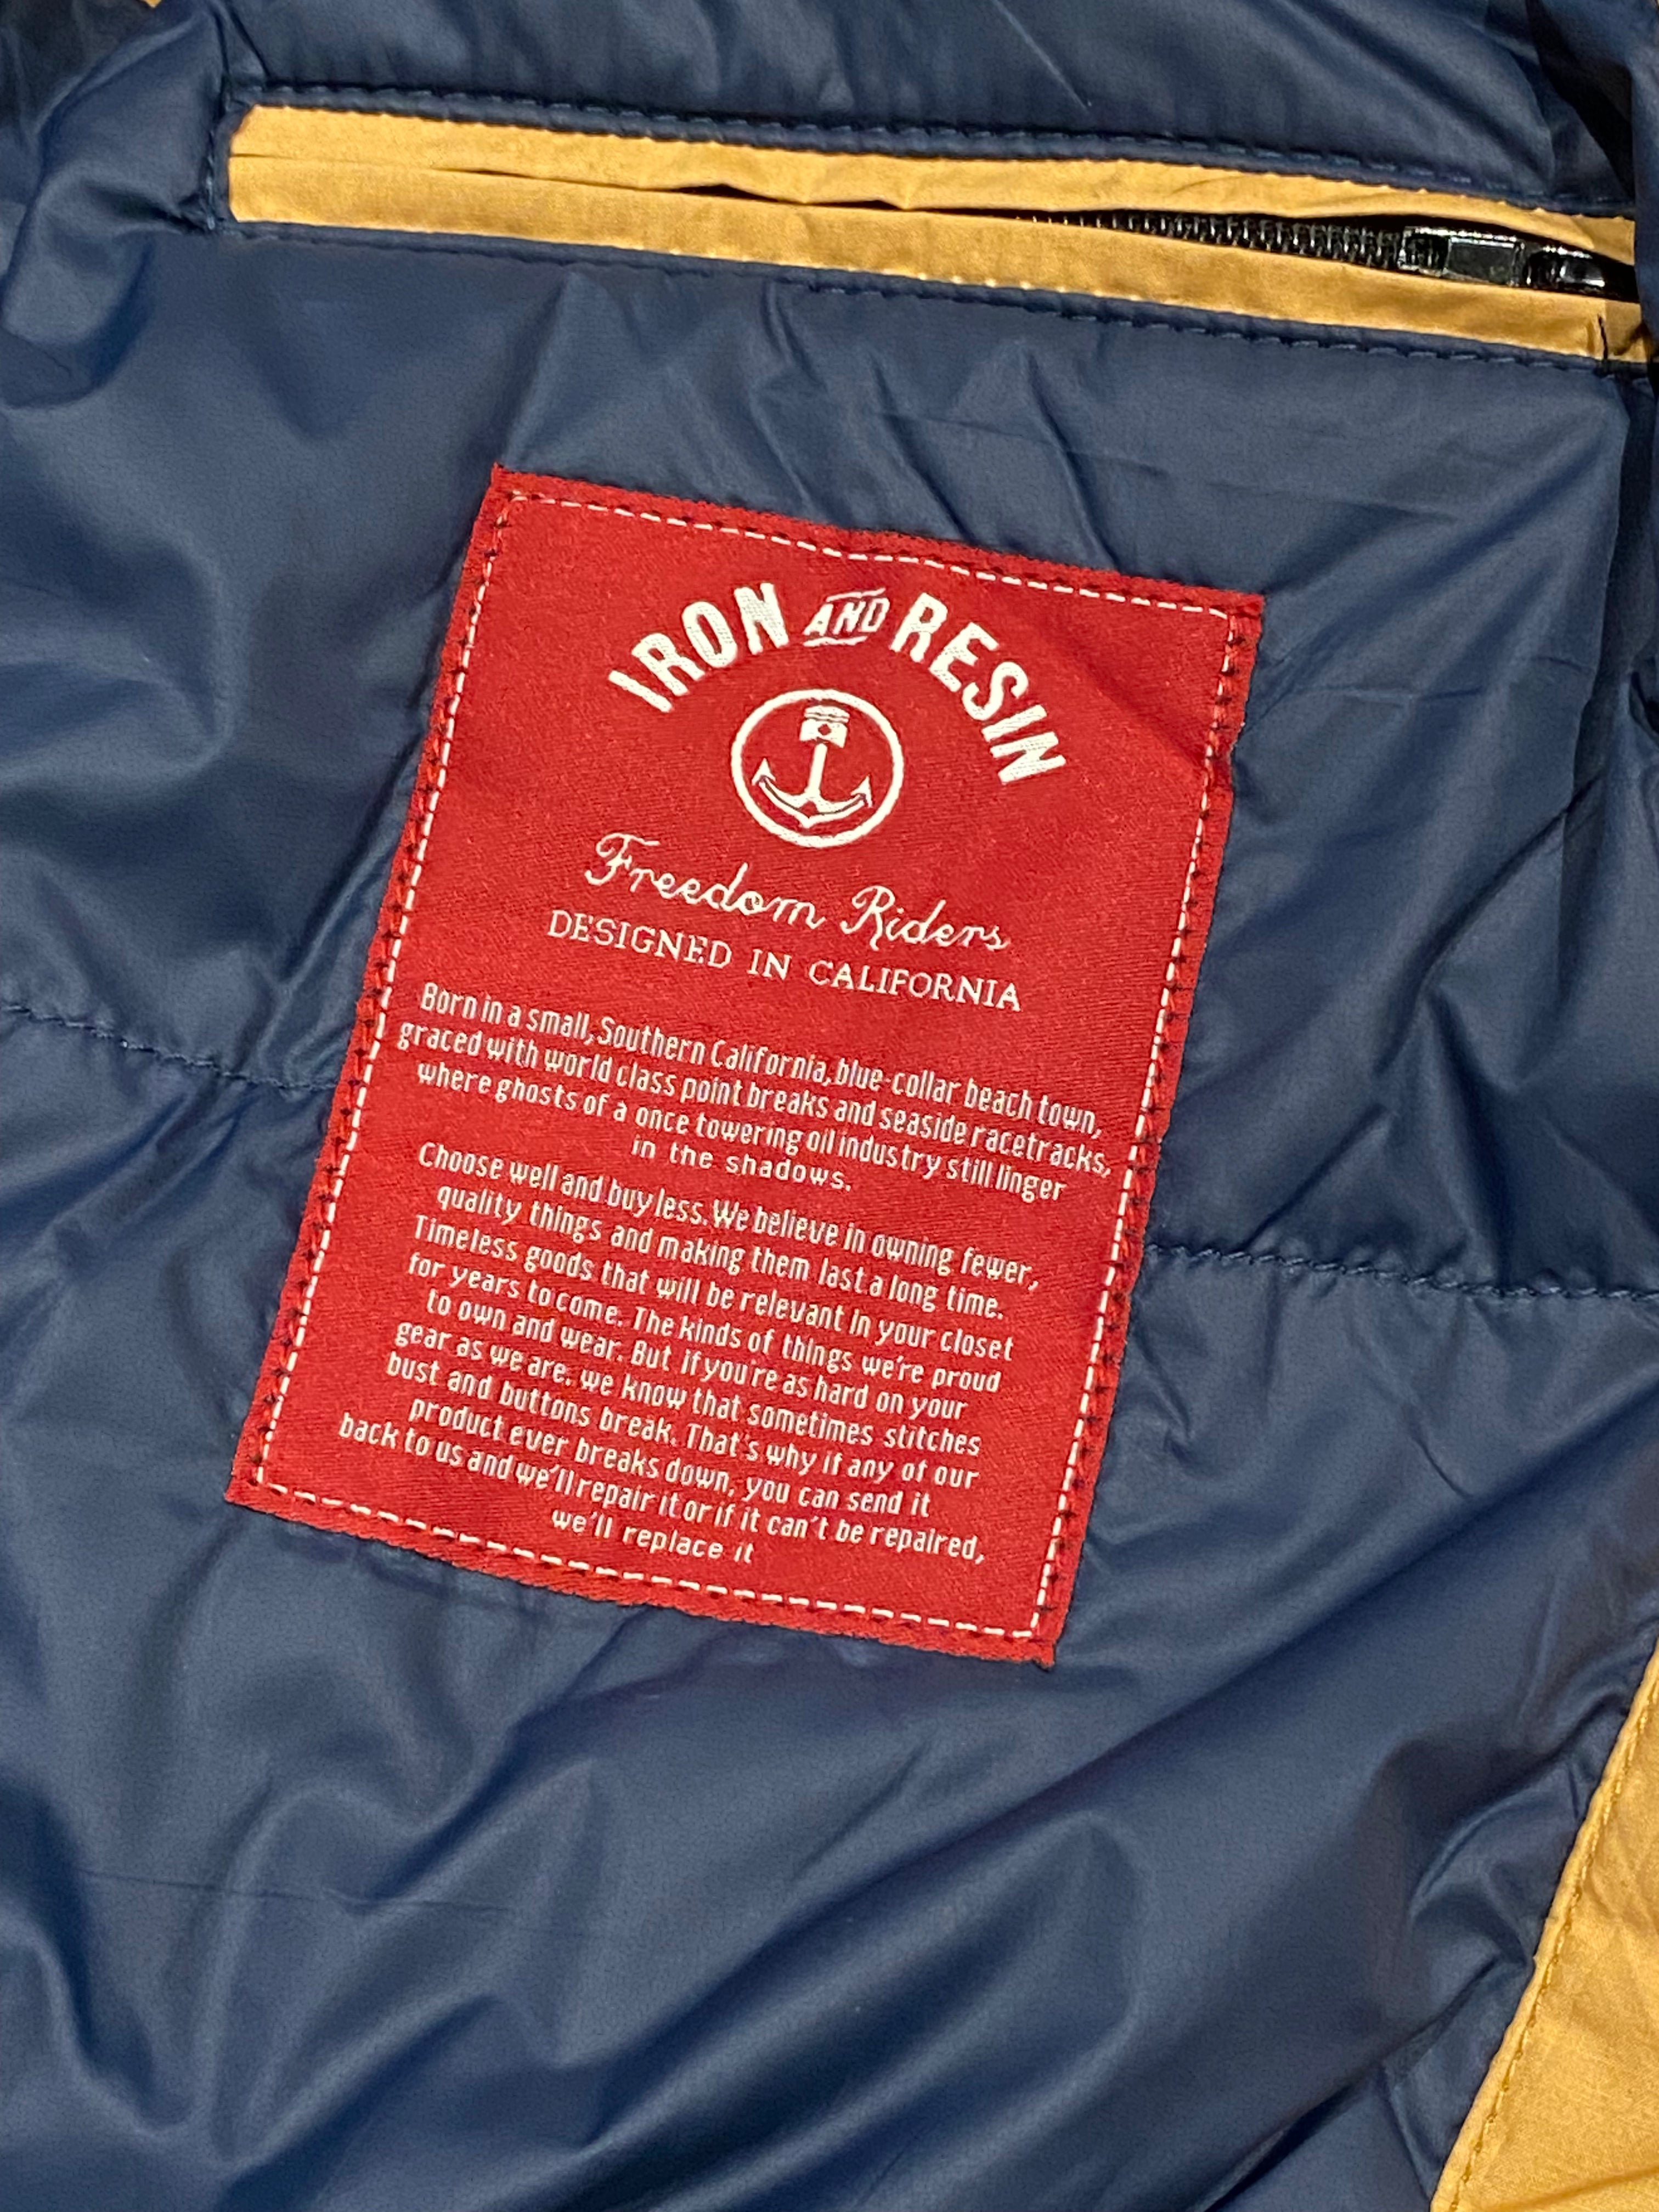 IRON AND RESIN
Freedom Riders
DESIGNED IN CALIFORNIA
Born in a small, Southern California, blue-collar beach town,
graced with world class point breaks and seaside racetracks,
where ghosts of a once towering oil industry still linger
in the shadows.
Choose well and buy less. We believe in owning fewer,
quality things and making them last a long time.
Timeless goods that will be relevant in your closet
for years to come. The kinds of things we're proud
to own and wear. But if you're as hard on your
gear as we are, we know that sometimes stitches
bust and buttons break. That's why if any of our
product ever breaks down, you can send it
back to us and we'll repair it or if it can't be repaired,
we'll replace it